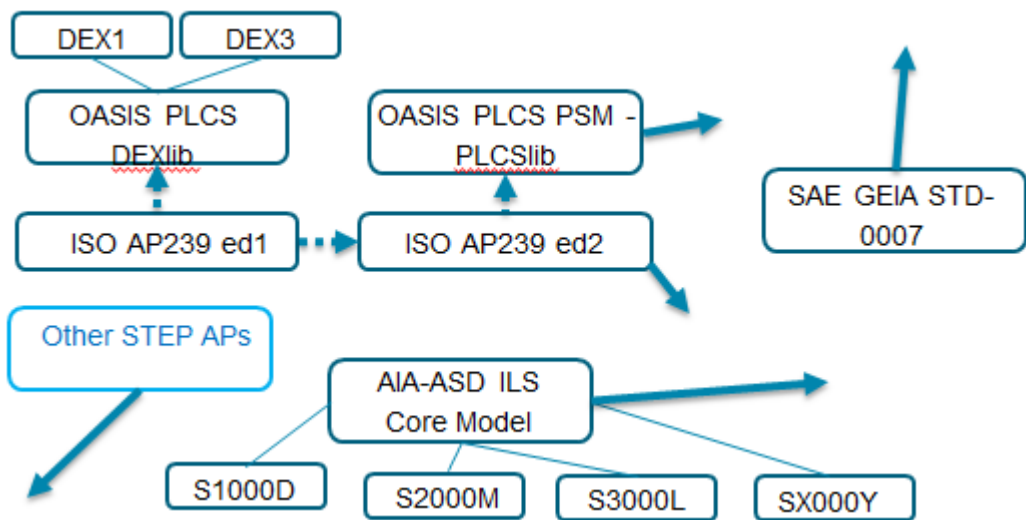 DEX1
DEX3
OASIS PLCS
DEXlib
OASIS PLCS PSM -
PLCSlib
SAE GEIA STD-
0007
ISO AP239 ed1
ISO AP239 ed2
Other STEP APs
AIA-ASD ILS
Core Model
S1000D
S2000M
S3000L
SX000Y